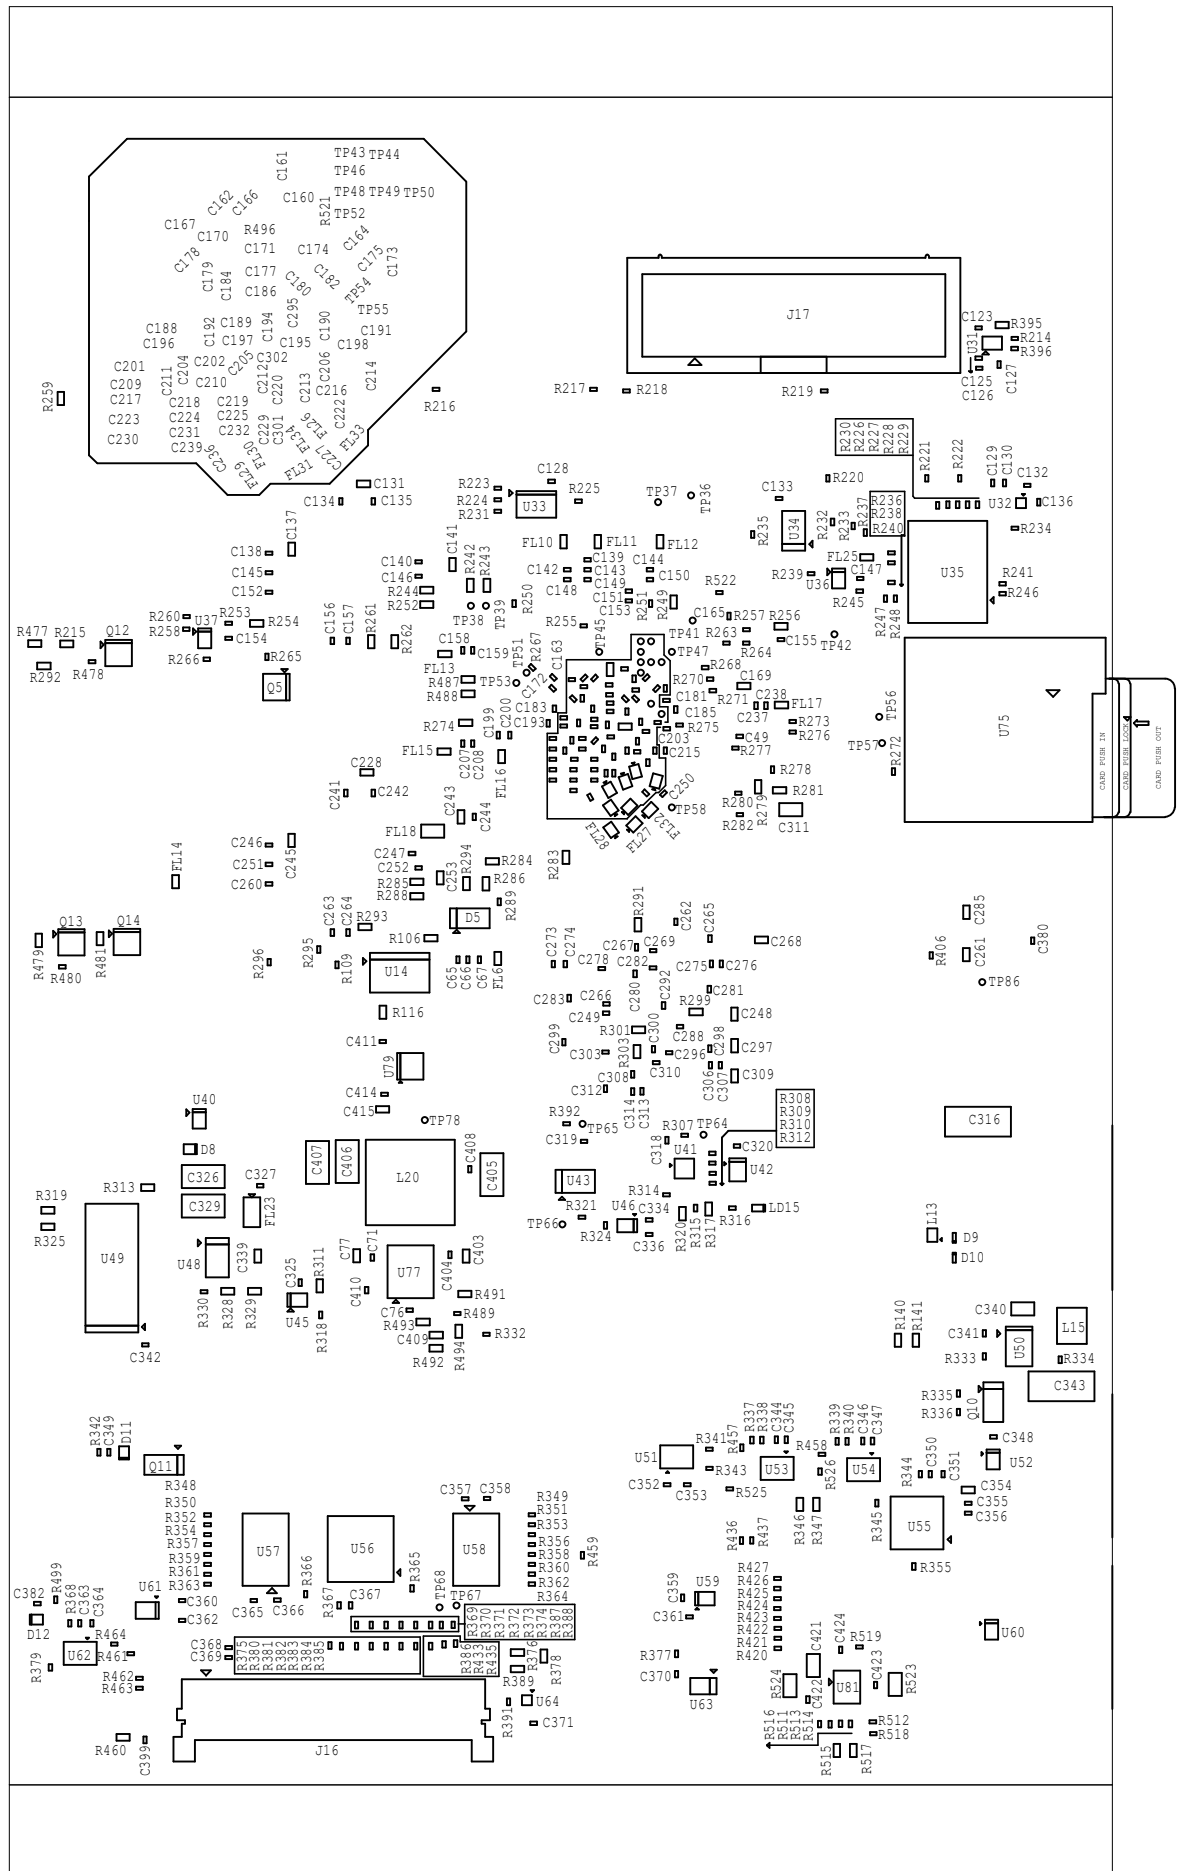 C161
TP43
TP44
TP46
C162
C166
C160
R521
TP48
TP49
TP50
TP52
C167
C170
R496
C171
C174
C164
C175
C173
C178
C179
C184
C177
C186
C180
C182
TP54
TP55
C188
C196
C192
C189
C197
C194
C295
C195
C190
C191
C198
C201
C209
C217
C223
C230
C211
C204
C202
C210
C205
C302
C212
C220
C213
C206
C216
C214
C218
C224
C231
C239
C219
C225
C232
C229
C301
FL34
FL26
C222
FL33
C236
FL29
FL30
FL31
C227
R259
J17
C123
R395
R214
R396
U31
C125
C126
C127
R216
R217
R218
R219
R230
R226
R227
R228
R229
R221
R222
C129
C130
C132
U32
C136
R234
C131
C134
C135
R223
R224
R231
C128
U33
R225
TP37
TP36
C133
R220
R235
U34
R232
R233
R237
R236
R238
R240
C137
C138
C145
C152
C140
C146
R244
R252
C141
R242
R243
FL10
FL11
FL12
C139
C142
C143
C148
C149
C151
C153
C144
C150
R251
R249
R522
R239
U36
FL25
C147
R245
R247
R248
U35
R241
R246
R477
R215
R292
R478
Q12
R260
R258
U37
R253
C154
R254
R266
R265
Q5
C156
C157
R261
R262
TP38
TP39
R250
R255
TP45
C165
R257
R263
R256
R264
C155
TP42
C158
C159
FL13
R487
R488
TP53
TP51
R267
C172
C163
TP41
TP47
R268
R270
R271
C169
C181
C185
C238
C237
FL17
R273
R276
R274
FL15
C199
C200
C183
C193
C207
C208
R275
C203
C215
C49
R277
R278
TP56
TP57
R272
U75
CARD PUSH IN
CARD PUSH LOCK
CARD PUSH OUT
C228
C241
C242
C243
C244
FL16
C250
TP58
R280
R282
R279
R281
C311
FL18
FL28
FL27
FL32
C246
C251
C260
C245
FL14
C247
C252
R285
R288
C253
R294
R284
R286
R289
R283
Q13
Q14
R479
R480
R481
R296
R295
C263
C264
R293
R109
R106
U14
D5
C65
C66
C67
FL6
R116
R291
C262
C265
C268
C273
C274
C278
C267
C282
C269
C275
C276
C280
C281
C283
C266
C249
C292
R299
C248
R406
C285
C261
C380
TP86
C411
U79
C414
C415
TP78
C299
C303
R301
R303
C300
C288
C296
C298
C297
C310
C308
C312
C314
C313
C306
C307
C309
R308
R309
R310
R312
C316
U40
D8
C326
C329
C327
FL23
R313
R319
R325
U49
C407
C406
L20
C408
C405
R392
TP65
C319
C318
R307
TP64
U41
C320
U42
U43
R314
R321
TP66
R324
U46
C334
C336
R320
R315
R317
R316
LD15
L13
D9
D10
U48
C339
R330
R328
R329
C325
U45
R311
R318
C77
C71
C410
U77
C404
C403
C76
R493
C409
R492
R491
R489
R494
R332
C342
R140
R141
C340
C341
R333
U50
L15
R334
C343
R335
R336
Q10
C348
U52
R342
C349
D11
Q11
R348
U51
C352
C353
R341
R343
R457
R337
R338
C344
C345
U53
R458
R526
R525
R339
R340
C346
C347
U54
R344
C350
C351
C354
C355
C356
R345
U55
R355
R346
R347
R436
R437
C357
C358
R350
R352
R354
R357
R359
R361
R363
U57
U56
U58
R349
R351
R353
R356
R358
R360
R362
R364
R459
C365
C366
R366
R367
C367
R365
TP68
TP67
C382
R499
R368
C363
C364
D12
U61
C360
C362
U62
R379
R464
R461
R462
R463
C368
C369
R375
R380
R381
R382
R383
R384
R385
R369
R370
R371
R372
R373
R374
R387
R388
R386
R433
R435
R376
R378
R389
R391
U64
C371
J16
R460
C399
C359
U59
C361
R377
C370
U63
R427
R426
R425
R424
R423
R422
R421
R420
U60
C421
C424
R519
R524
C422
U81
C423
R523
R516
R511
R513
R514
R512
R518
R515
R517